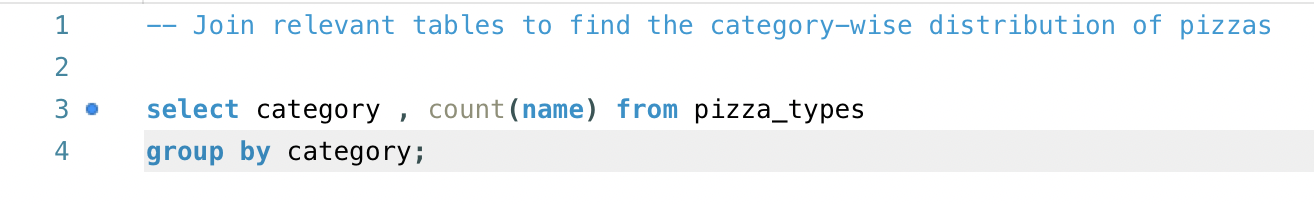 1 -- Join relevant tables to find the category-wise distribution of pizzas
2
3 select category , count(name) from pizza_types
4 group by category;